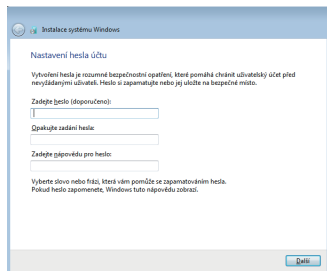 Instalace systému Windows
Nastavení hesla účtu
Vytvoření hesla je rozumné bezpečnostní opatření, které pomáhá chránit uživatelský účet před
nevyžádanými uživateli. Heslo si zapamatujte nebo jej uložte na bezpečné místo.
Zadejte heslo (doporučeno):
Opakujte zadání hesla:
Zadejte nápovědu pro heslo:
Vyberte slovo nebo frázi, která vám pomůže se zapamatováním hesla.
Pokud heslo zapomenete, Windows tuto nápovědu zobrazí.
Další